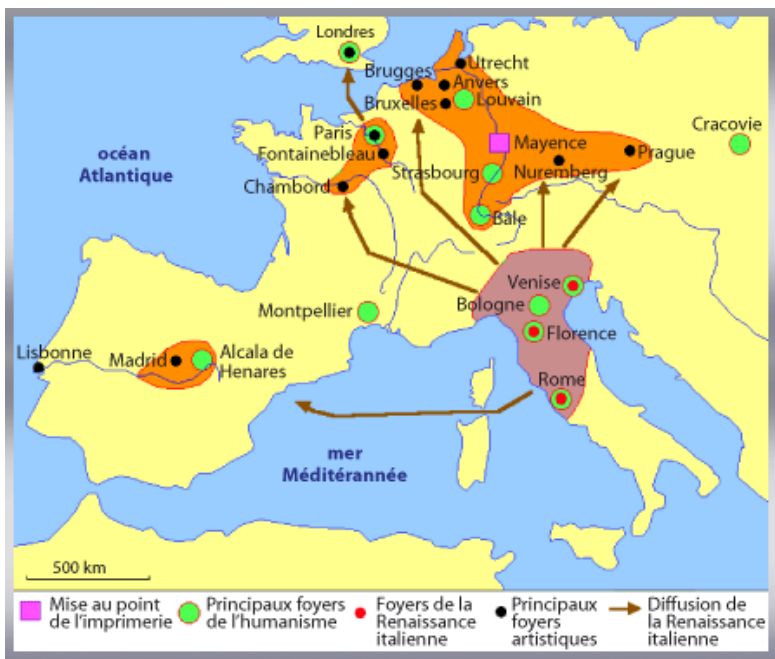 Londres
Utrecht
Brugges
Anvers
Bruxelles
Louvain
Cracovie
Paris
Mayence
océan
Atlantique
Fontainebleau
Strasbourg
Nuremberg
Prague
Chambord
Bâle
Venise
Bologne
Montpellier
Florence
Lisbonne
Madrid
Alcala de
Henares
Rome
mer
Méditérannée
500 km
Mise au point
de l'imprimerie
Principaux foyers
de l'humanisme
Foyers de la
Renaissance
italienne
Principaux
foyers
artistiques
Diffusion de
la Renaissance
italienne